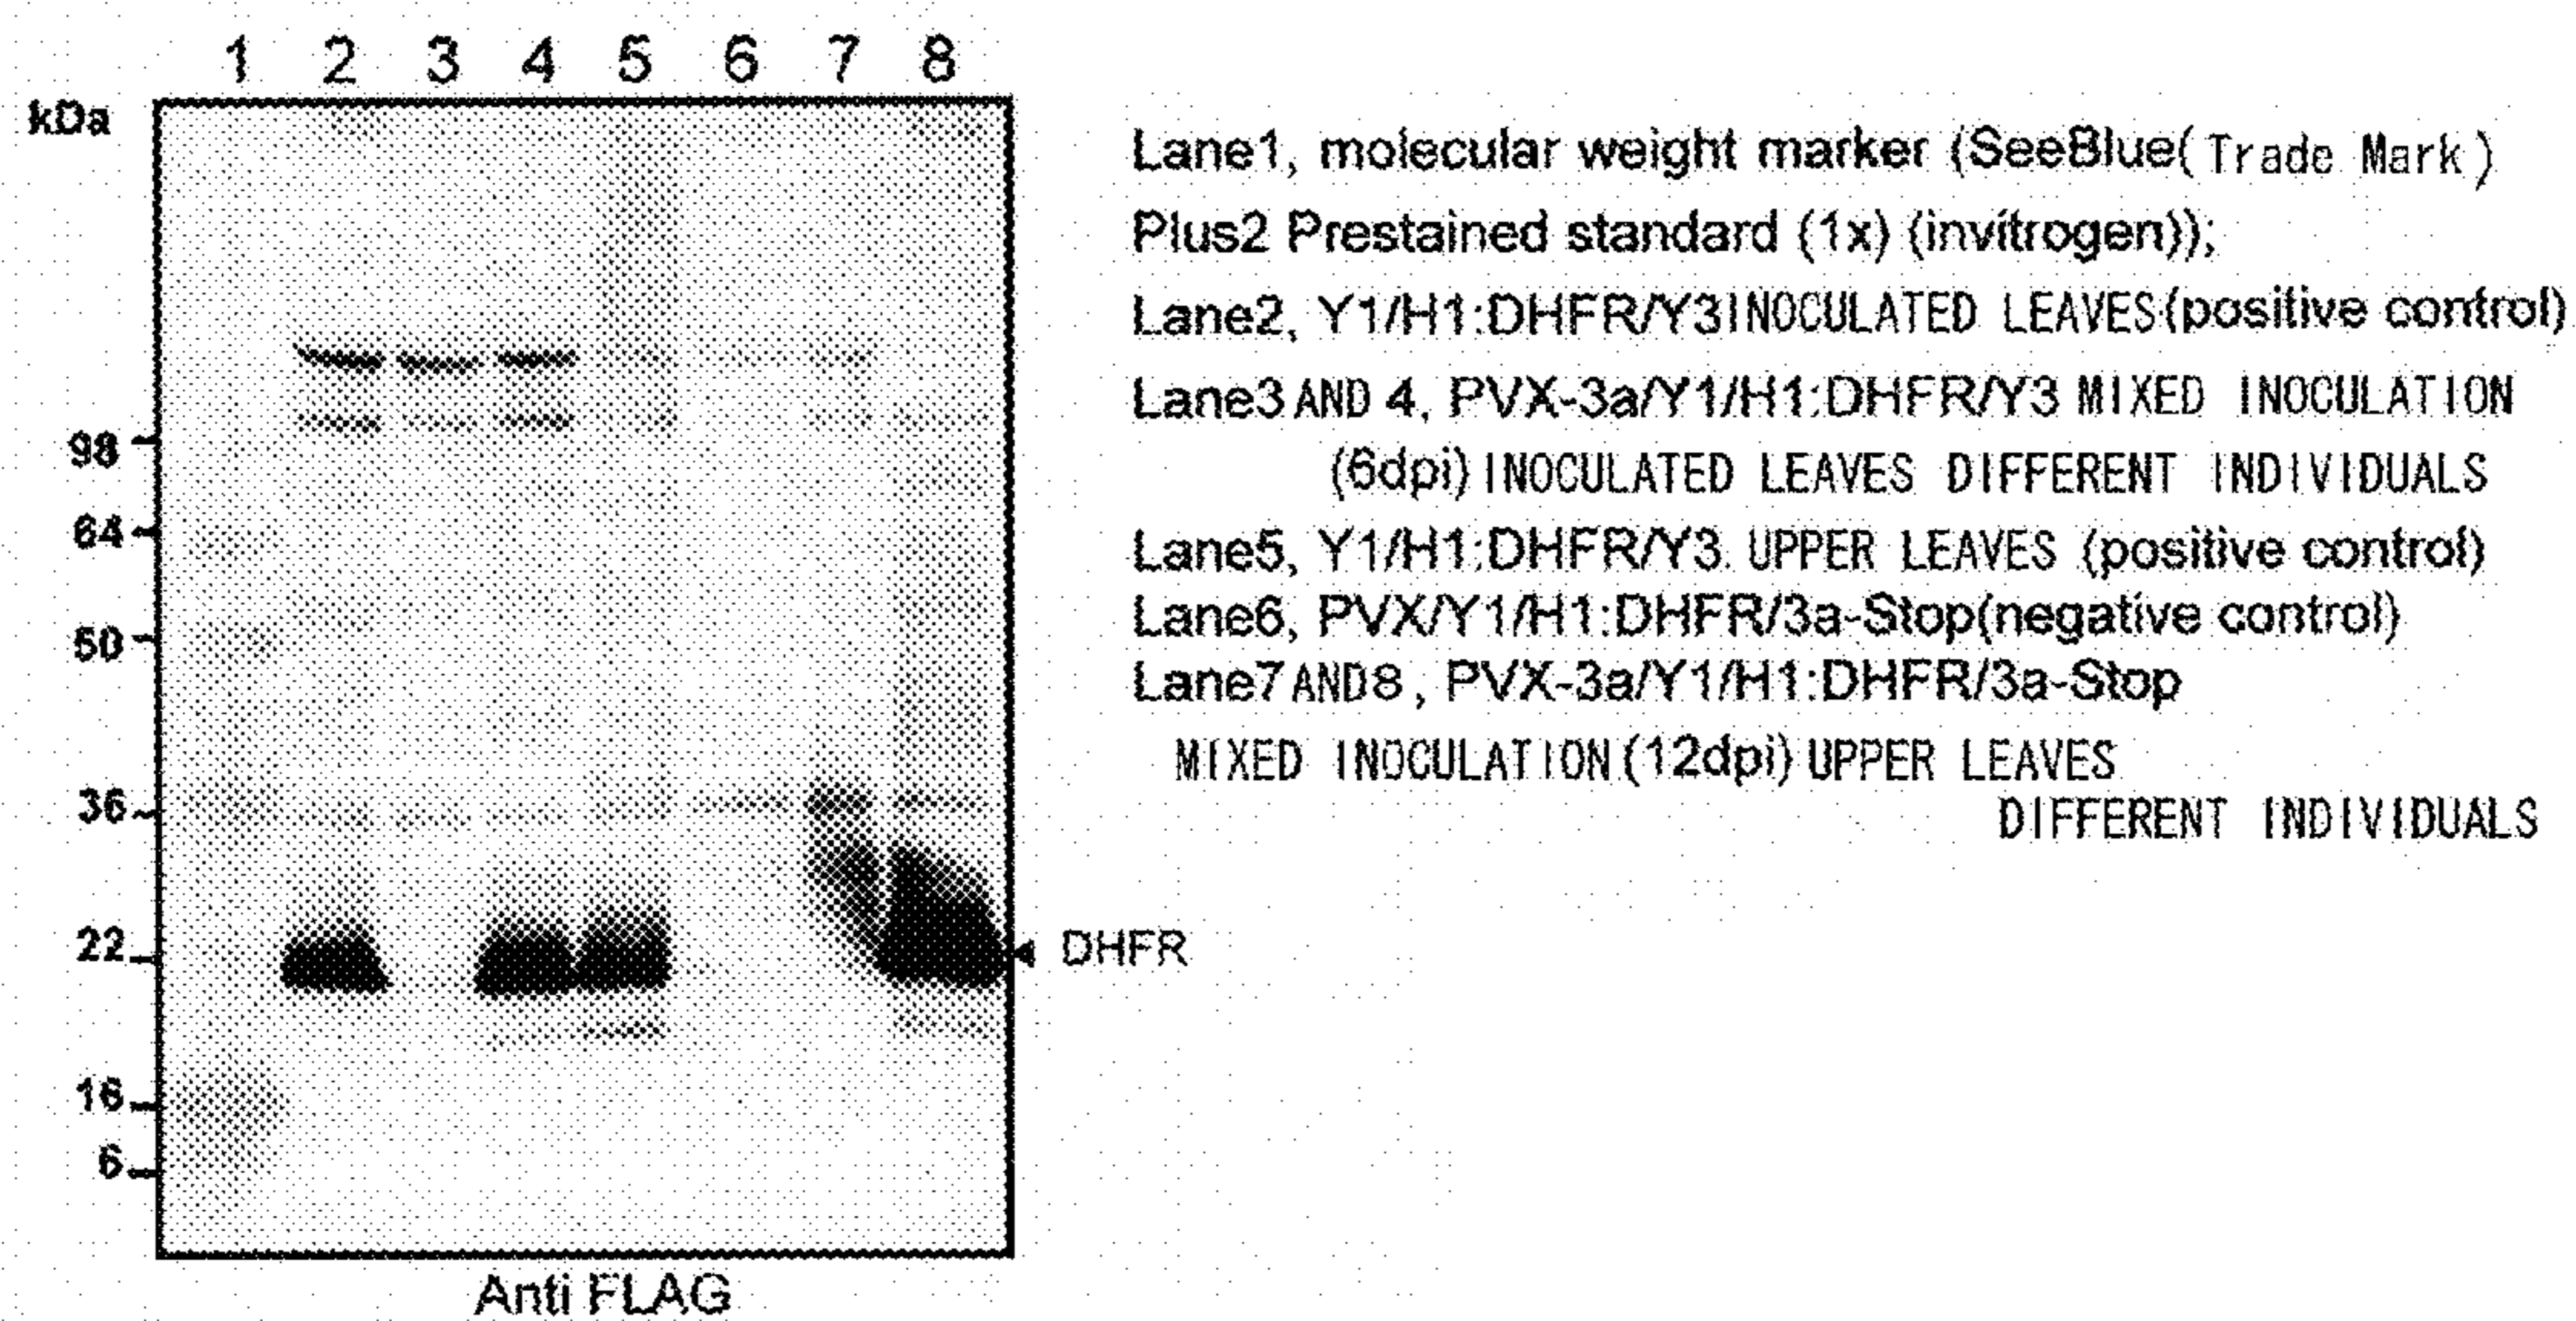 1 2 3 4 5 6 7 8
kDa
98
64
50
36
22
16
6
DHFR
Anti FLAG
Lane1, molecular weight marker (SeeBlue(Trade Mark)
Plus2 Prestained standard (1x) (invitrogen));
Lane2, Y1/H1:DHFR/Y3 INOCULATED LEAVES (positive control)
Lane3 AND 4, PVX-3a/Y1/H1:DHFR/Y3 MIXED INOCULATION
(6dpi) INOCULATED LEAVES DIFFERENT INDIVIDUALS
Lane5, Y1/H1:DHFR/Y3. UPPER LEAVES (positive control)
Lane6, PVX/Y1/H1:DHFR/3a-Stop(negative control)
Lane7 AND 8, PVX-3a/Y1/H1:DHFR/3a-Stop
MIXED INOCULATION (12dpi) UPPER LEAVES
DIFFERENT INDIVIDUALS